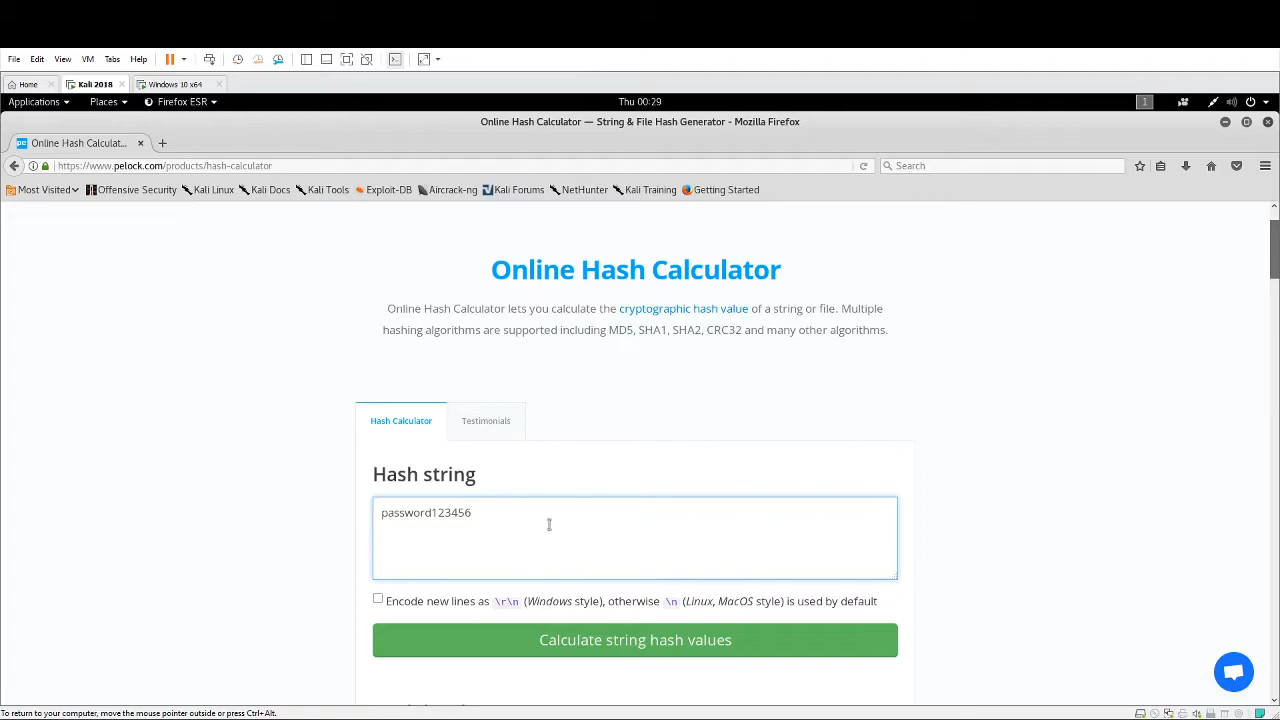 File Edit View VM Tabs Help
Home Kali 2018 Windows 10 x64
Applications Places Firefox ESR Thu 00:29 1
Online Hash Calculator — String & File Hash Generator - Mozilla Firefox
Online Hash Calculat...
https://www.pelock.com/products/hash-calculator Search
Most Visited Offensive Security Kali Linux Kali Docs Kali Tools Exploit-DB Aircrack-ng Kali Forums NetHunter Kali Training Getting Started
Online Hash Calculator
Online Hash Calculator lets you calculate the cryptographic hash value of a string or file. Multiple
hashing algorithms are supported including MD5, SHA1, SHA2, CRC32 and many other algorithms.
Hash Calculator Testimonials
Hash string
password123456
Encode new lines as \r\n (Windows style), otherwise \n (Linux, MacOS style) is used by default
Calculate string hash values
To return to your computer, move the mouse pointer outside or press Ctrl+Alt.